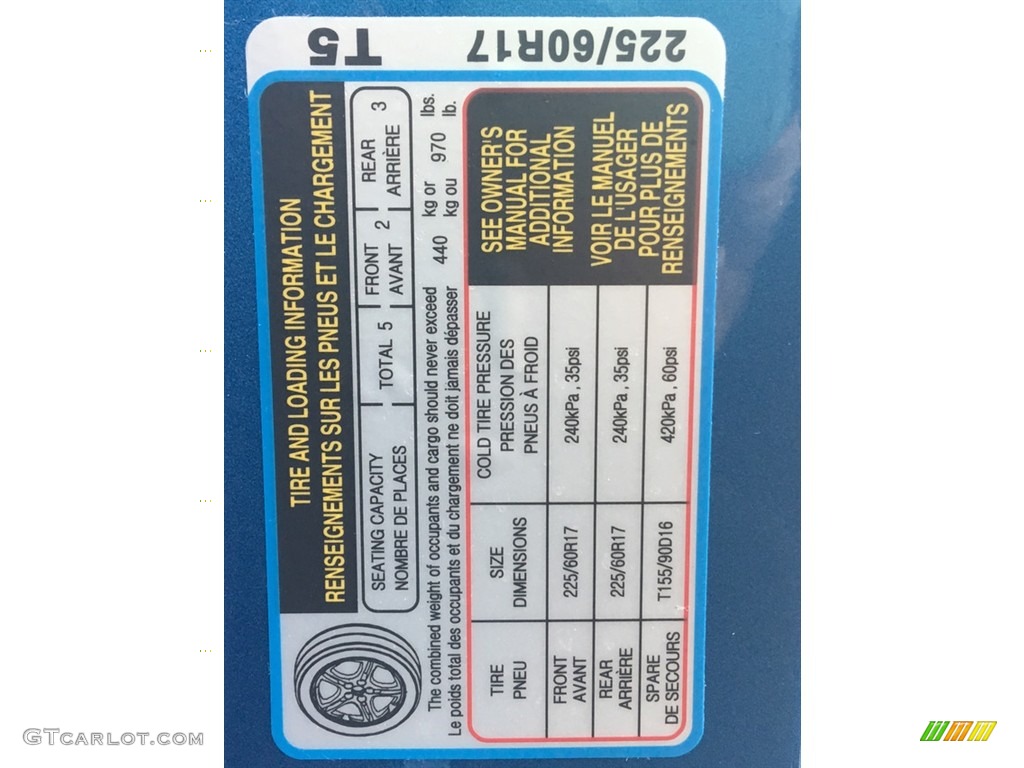 T5
225/60R17
TIRE AND LOADING INFORMATION
RENSEIGNEMENTS SUR LES PNEUS ET LE CHARGEMENT
SEATING CAPACITY
NOMBRE DE PLACES
TOTAL 5
FRONT
AVANT
2
REAR
ARRIÈRE
3
The combined weight of occupants and cargo should never exceed 440 kg or 970 lbs.
Le poids total des occupants et du chargement ne doit jamais dépasser kg ou lb.
TIRE
PNEU
SIZE
DIMENSIONS
COLD TIRE PRESSURE
PRESSION DES
PNEUS À FROID
FRONT
AVANT
225/60R17
240kPa , 35psi
REAR
ARRIÈRE
225/60R17
240kPa , 35psi
SPARE
DE SECOURS
T155/90D16
420kPa , 60psi
SEE OWNER'S
MANUAL FOR
ADDITIONAL
INFORMATION
VOIR LE MANUEL
DE L'USAGER
POUR PLUS DE
RENSEIGNEMENTS
GTCARLOT.COM